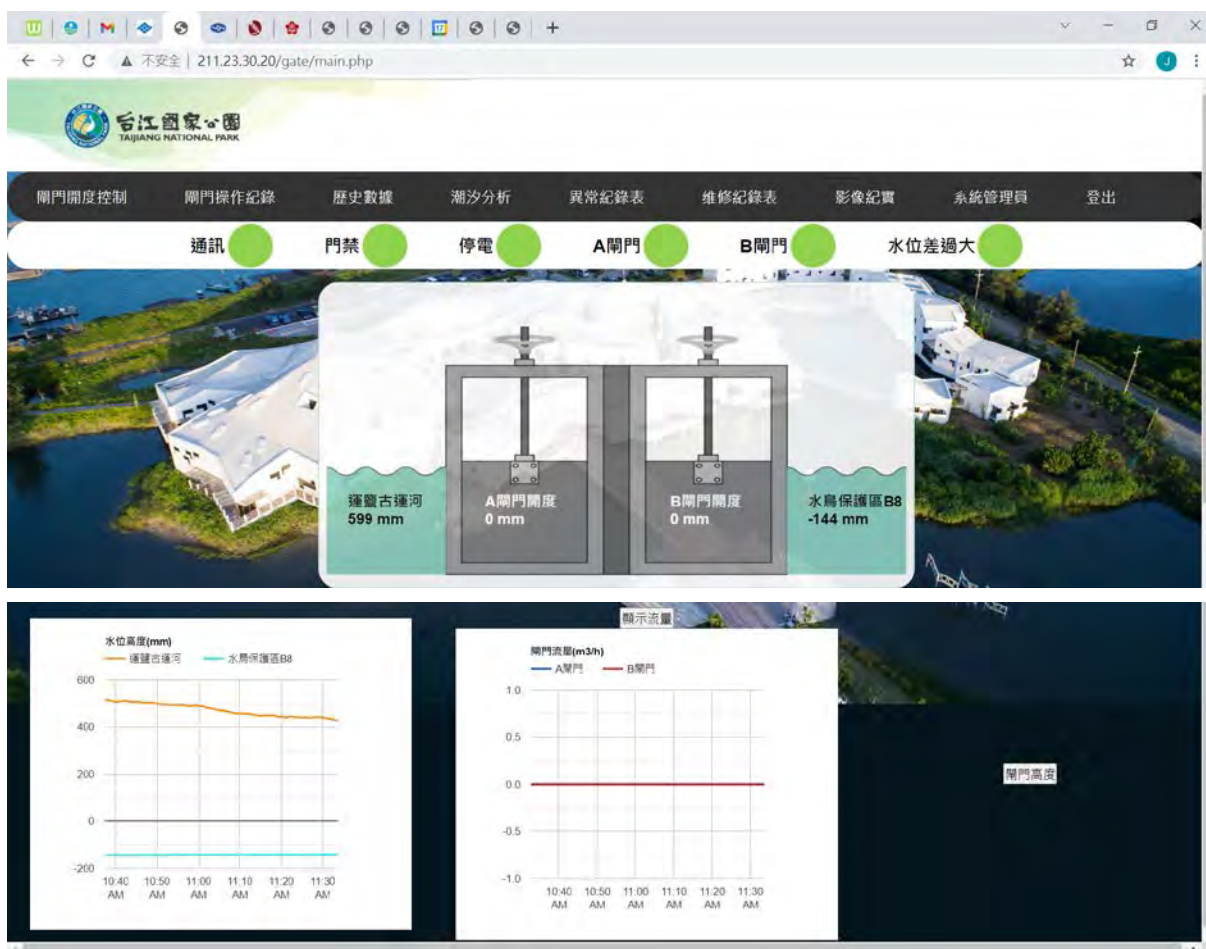 不安全 | 211.23.30.20/gate/main.php
J
17
台江國家公園
TAIJIANG NATIONAL PARK
閘門開度控制 閘門操作紀錄 歷史數據 潮汐分析 異常紀錄表 維修紀錄表 影像紀實 系統管理員 登出
通訊 門禁 停電 A閘門 B閘門 水位差過大
運鹽古運河
599 mm
A閘門開度
0 mm
B閘門開度
0 mm
水鳥保護區B8
-144 mm
顯示流量
水位高度(mm)
運鹽古運河 水鳥保護區B8
600
400
200
0
-200
10:40 AM 10:50 AM 11:00 AM 11:10 AM 11:20 AM 11:30 AM
閘門流量(m3/h)
A閘門 B閘門
1.0
0.5
0.0
-0.5
-1.0
10:40 AM 10:50 AM 11:00 AM 11:10 AM 11:20 AM 11:30 AM
閘門高度